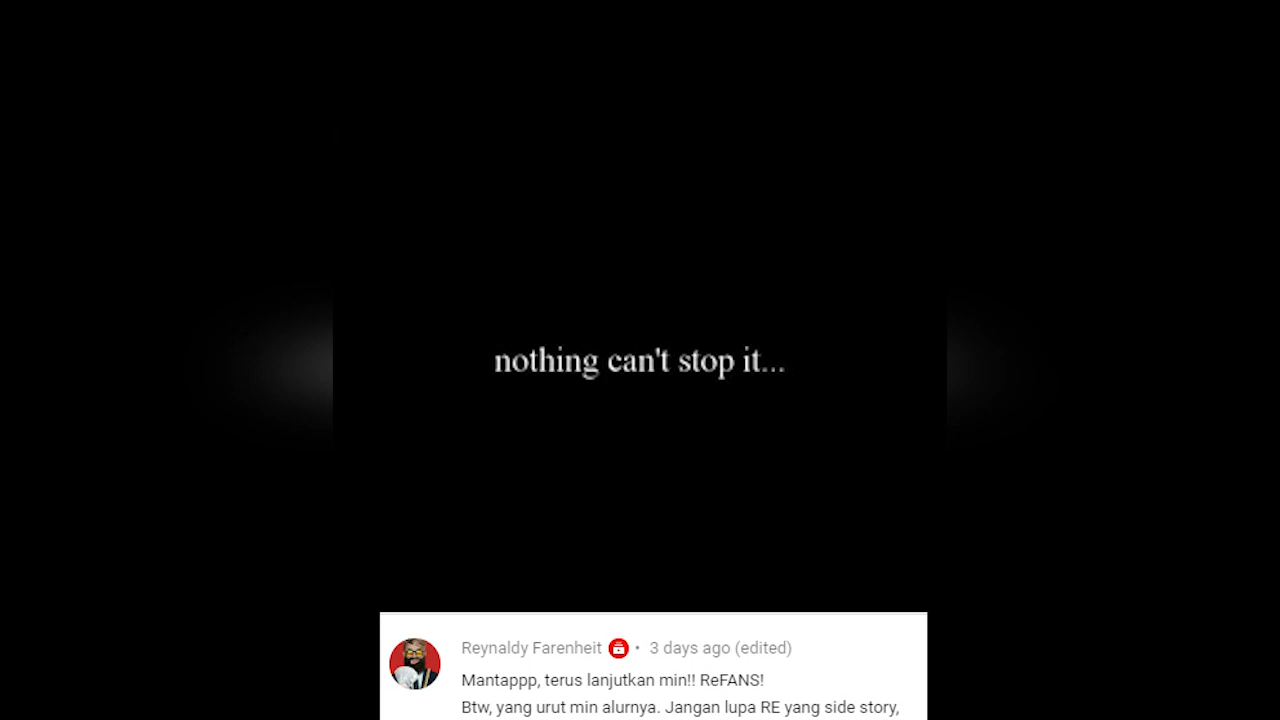 nothing can't stop it...
Reynaldy Farenheit • 3 days ago (edited)
Mantappp, terus lanjutkan min!! ReFANS!
Btw, yang urut min alurnya. Jangan lupa RE yang side story,